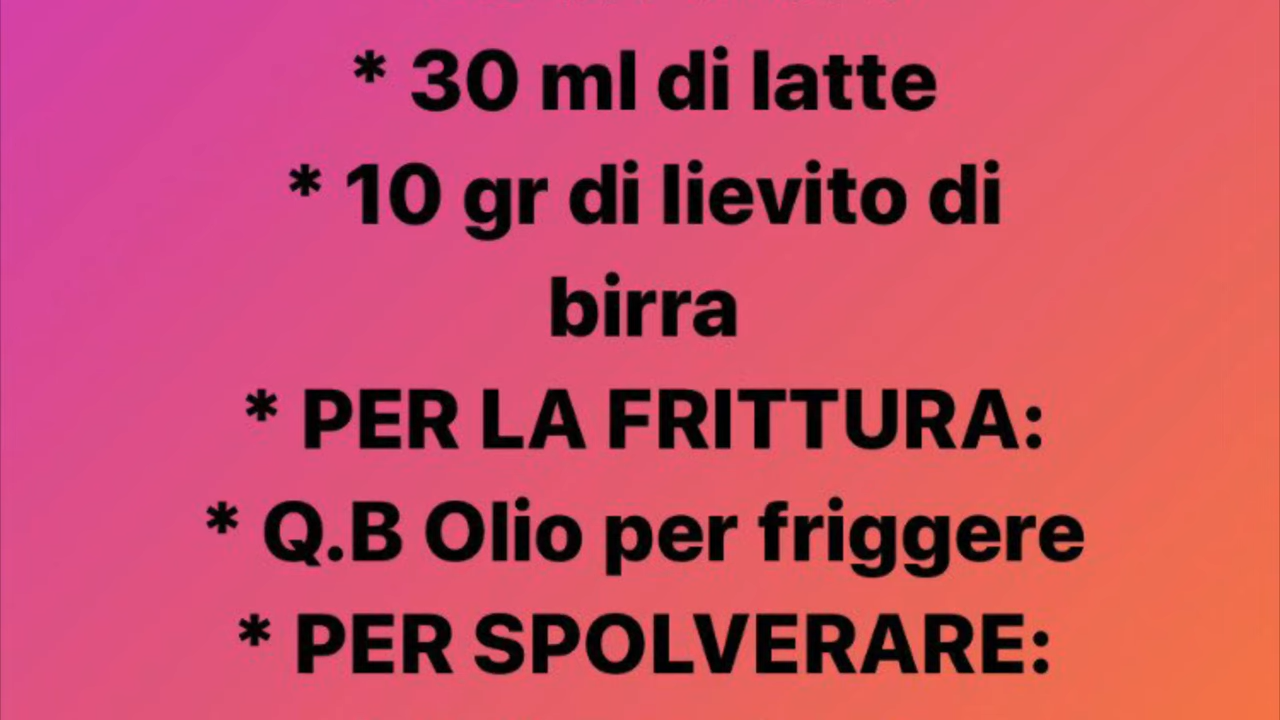 * 30 ml di latte
* 10 gr di lievito di
birra
* PER LA FRITTURA:
* Q.B Olio per friggere
* PER SPOLVERARE: